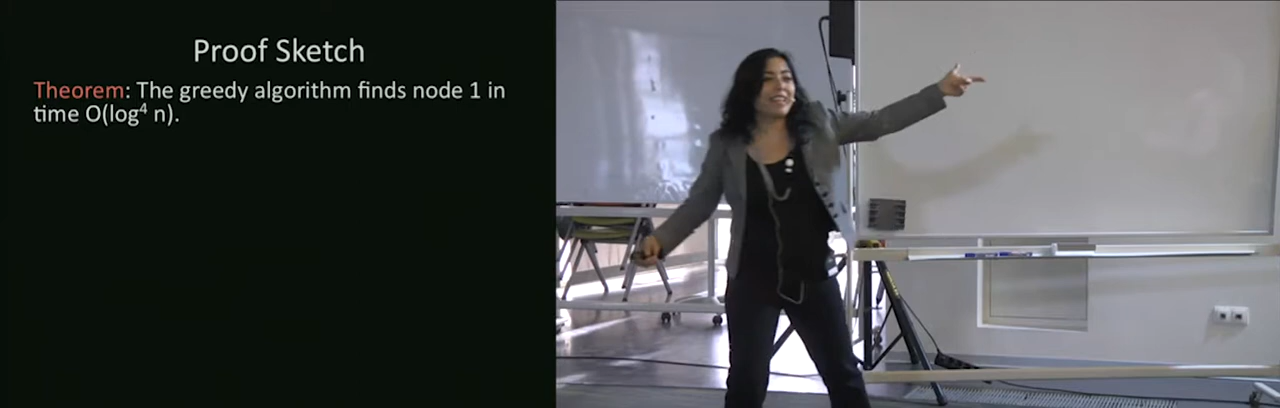 Proof Sketch
Theorem: The greedy algorithm finds node 1 in
time O(log⁴ n).